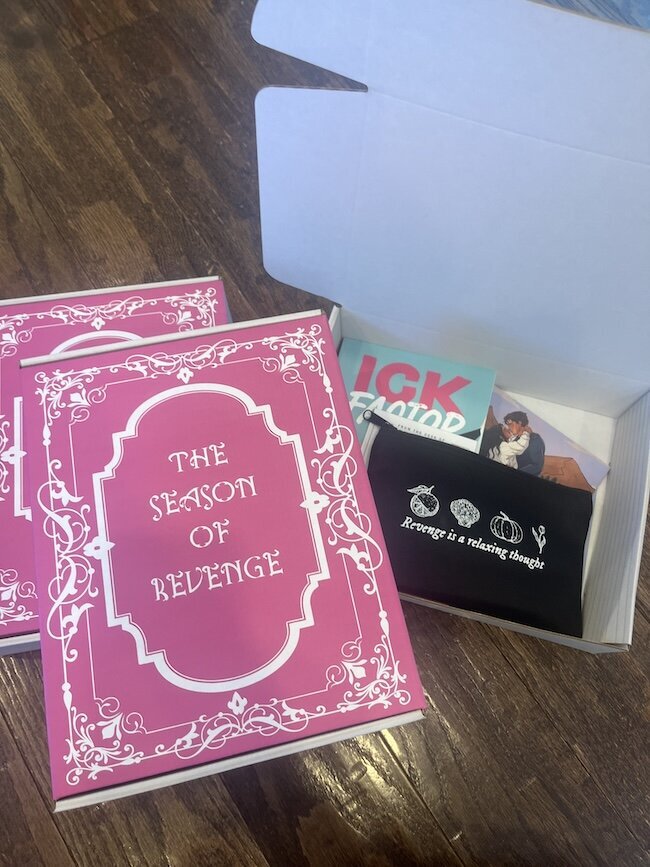 THE
SEASON
OF
REVENGE
ICK
FACTOR
Revenge is a relaxing thought